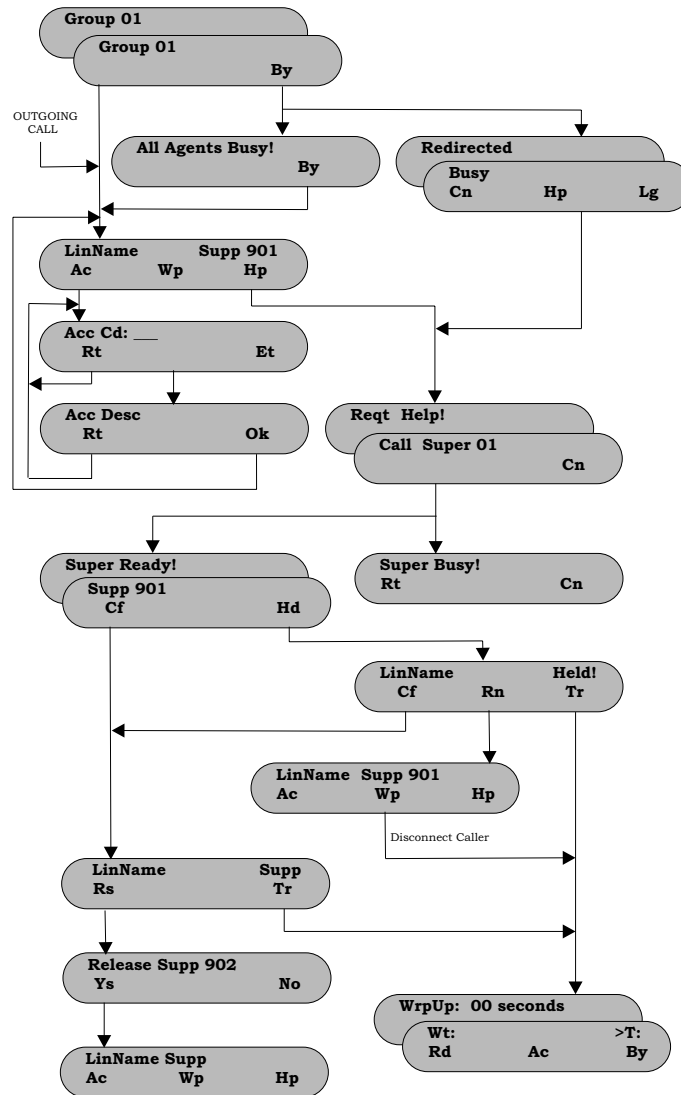 Group 01
Group 01
By
OUTGOING
CALL
All Agents Busy!
By
Redirected
Busy
Cn Hp Lg
LinName Supp 901
Ac Wp Hp
Acc Cd: ___
Rt Et
Acc Desc
Rt Ok
Reqt Help!
Call Super 01
Cn
Super Ready!
Supp 901
Cf Hd
Super Busy!
Rt Cn
LinName Held!
Cf Rn Tr
LinName Supp 901
Ac Wp Hp
Disconnect Caller
LinName Supp
Rs Tr
Release Supp 902
Ys No
WrpUp: 00 seconds
Wt: >T:
Rd Ac By
LinName Supp
Ac Wp Hp